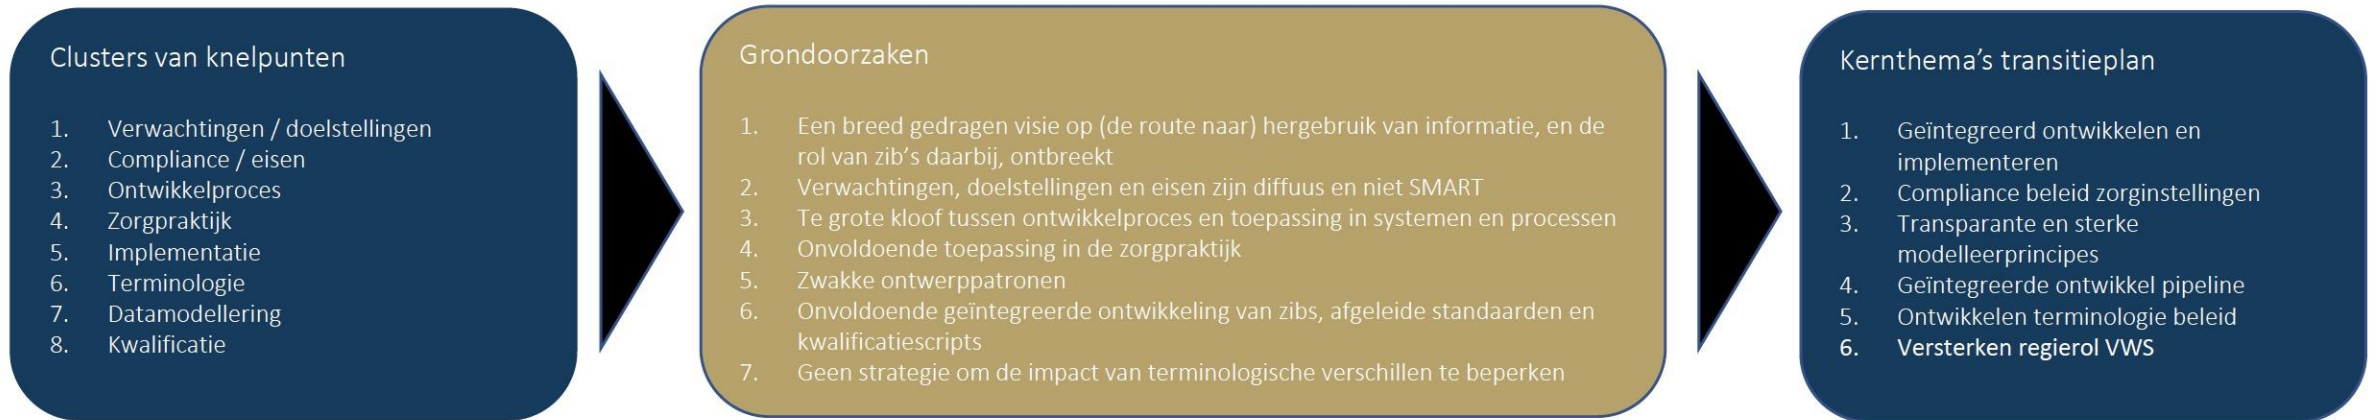 Clusters van knelpunten
1. Verwachtingen / doelstellingen
2. Compliance / eisen
3. Ontwikkelproces
4. Zorgpraktijk
5. Implementatie
6. Terminologie
7. Datamodellering
8. Kwalificatie
Grondoorzaken
1. Een breed gedragen visie op (de route naar) hergebruik van informatie, en de
rol van zib's daarbij, ontbreekt
2. Verwachtingen, doelstellingen en eisen zijn diffuus en niet SMART
3. Te grote kloof tussen ontwikkelproces en toepassing in systemen en processen
4. Onvoldoende toepassing in de zorgpraktijk
5. Zwakke ontwerppatronen
6. Onvoldoende geïntegreerde ontwikkeling van zibs, afgeleide standaarden en
kwalificatiescripts
7. Geen strategie om de impact van terminologische verschillen te beperken
Kernthema's transitieplan
1. Geïntegreerd ontwikkelen en
implementeren
2. Compliance beleid zorginstellingen
3. Transparante en sterke
modelleerprincipes
4. Geïntegreerde ontwikkel pipeline
5. Ontwikkelen terminologie beleid
6. Versterken regierol VWS